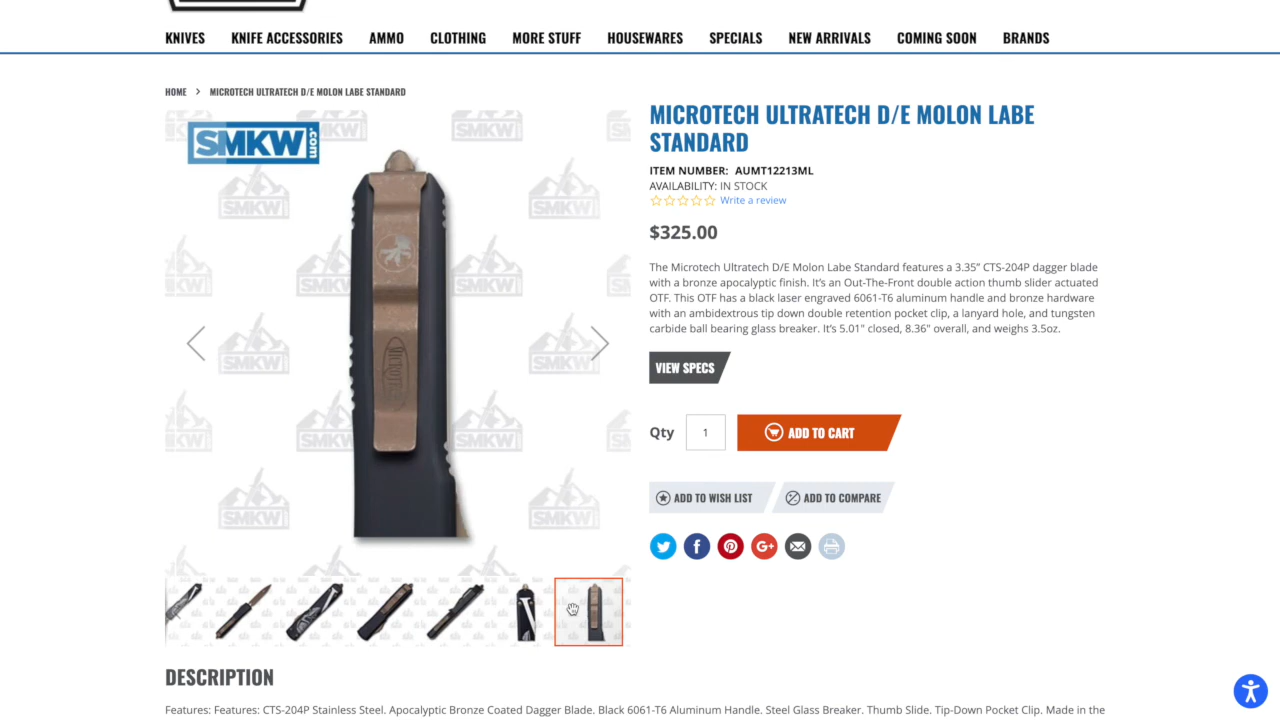 KNIVES KNIFE ACCESSORIES AMMO CLOTHING MORE STUFF HOUSEWARES SPECIALS NEW ARRIVALS COMING SOON BRANDS
HOME > MICROTECH ULTRATECH D/E MOLON LABE STANDARD
SMKW.com
MICROTECH
MICROTECH ULTRATECH D/E MOLON LABE
STANDARD
ITEM NUMBER: AUMT12213ML
AVAILABILITY: IN STOCK
Write a review
$325.00
The Microtech Ultratech D/E Molon Labe Standard features a 3.35” CTS-204P dagger blade
with a bronze apocalyptic finish. It’s an Out-The-Front double action thumb slider actuated
OTF. This OTF has a black laser engraved 6061-T6 aluminum handle and bronze hardware
with an ambidextrous tip down double retention pocket clip, a lanyard hole, and tungsten
carbide ball bearing glass breaker. It’s 5.01" closed, 8.36" overall, and weighs 3.5oz.
VIEW SPECS
Qty 1 ADD TO CART
ADD TO WISH LIST ADD TO COMPARE
DESCRIPTION
Features: Features: CTS-204P Stainless Steel. Apocalyptic Bronze Coated Dagger Blade. Black 6061-T6 Aluminum Handle. Steel Glass Breaker. Thumb Slide. Tip-Down Pocket Clip. Made in the